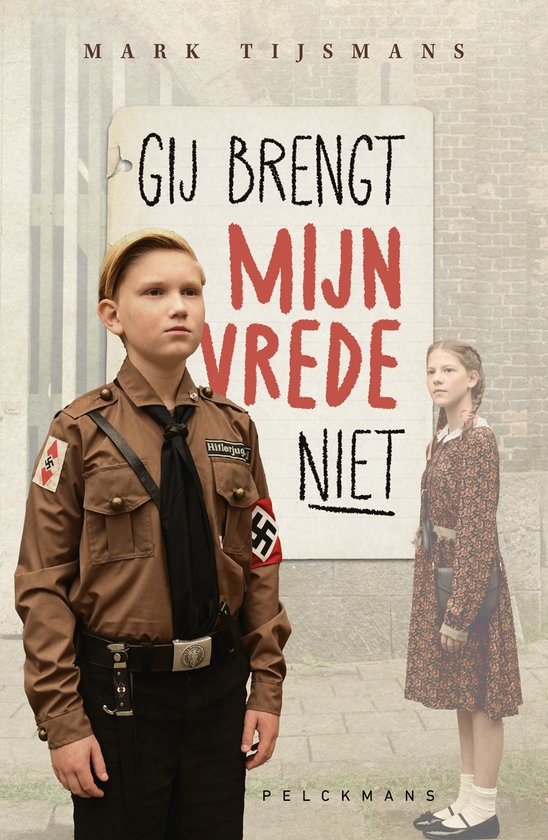 MARK TIJSMANS
GIJ BRENGT
MIJN
VREDE
NIET
Hitlerjug
PELCKMANS